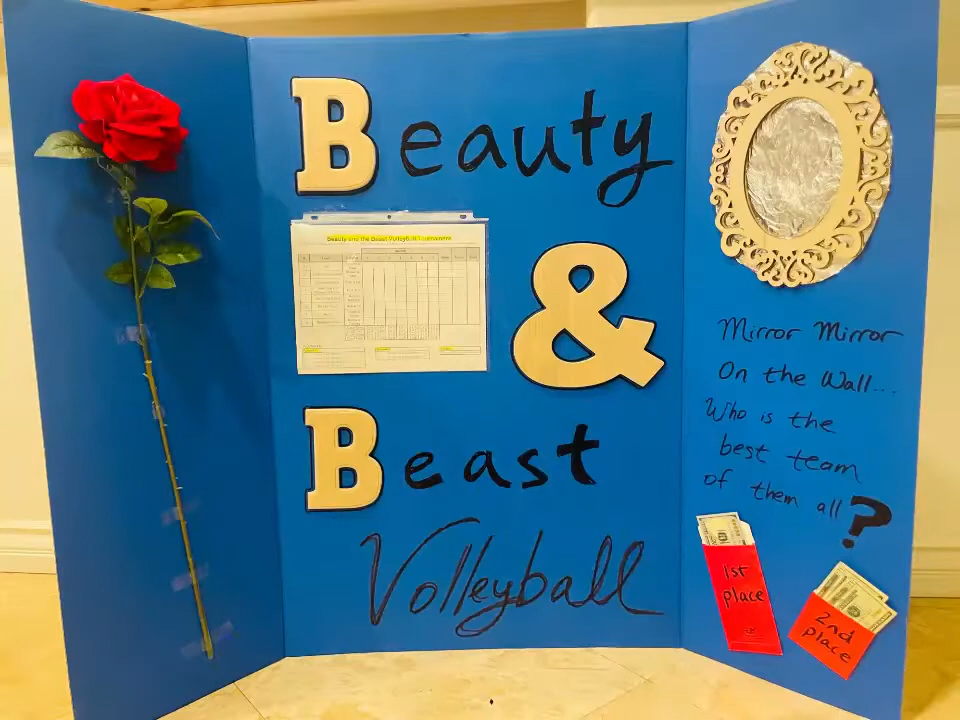 Beauty
Beauty and the Beast Volleyball Tournament
&
Beast
Volleyball
Mirror Mirror
On the Wall...
Who is the
best team
of them all?
1st
place
2nd
place